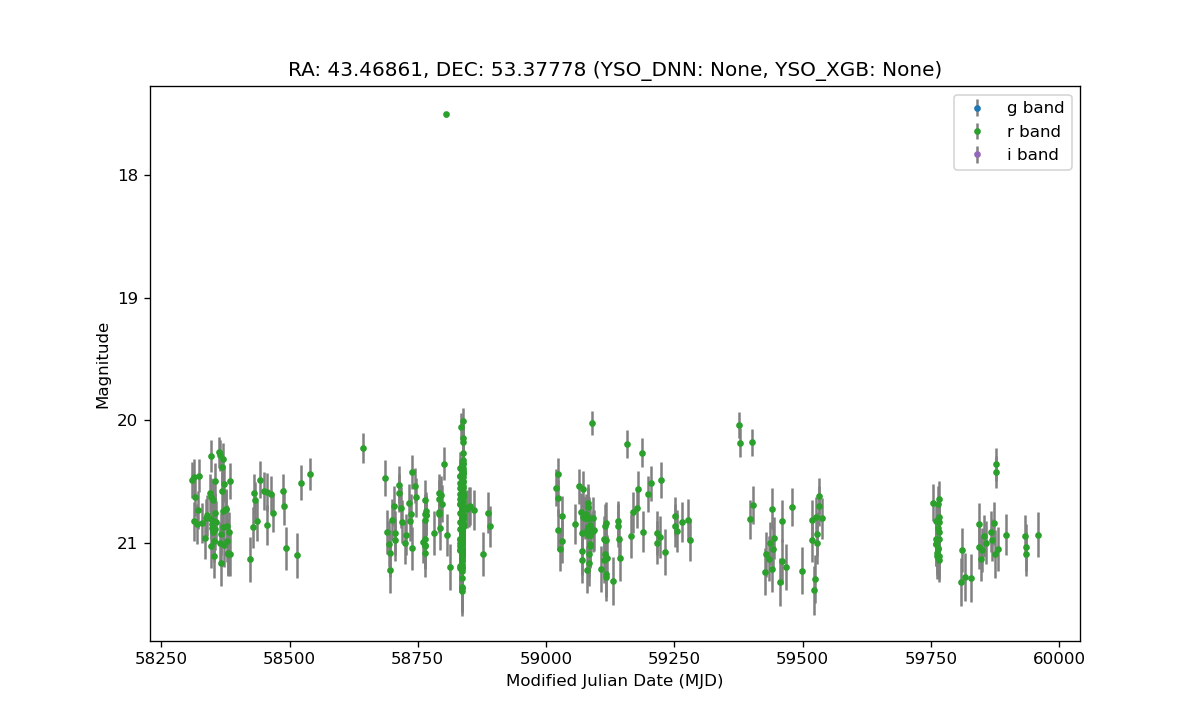 RA: 43.46861, DEC: 53.37778 (YSO_DNN: None, YSO_XGB: None)
g band
r band
i band
18
19
20
21
Magnitude
58250 58500 58750 59000 59250 59500 59750 60000
Modified Julian Date (MJD)